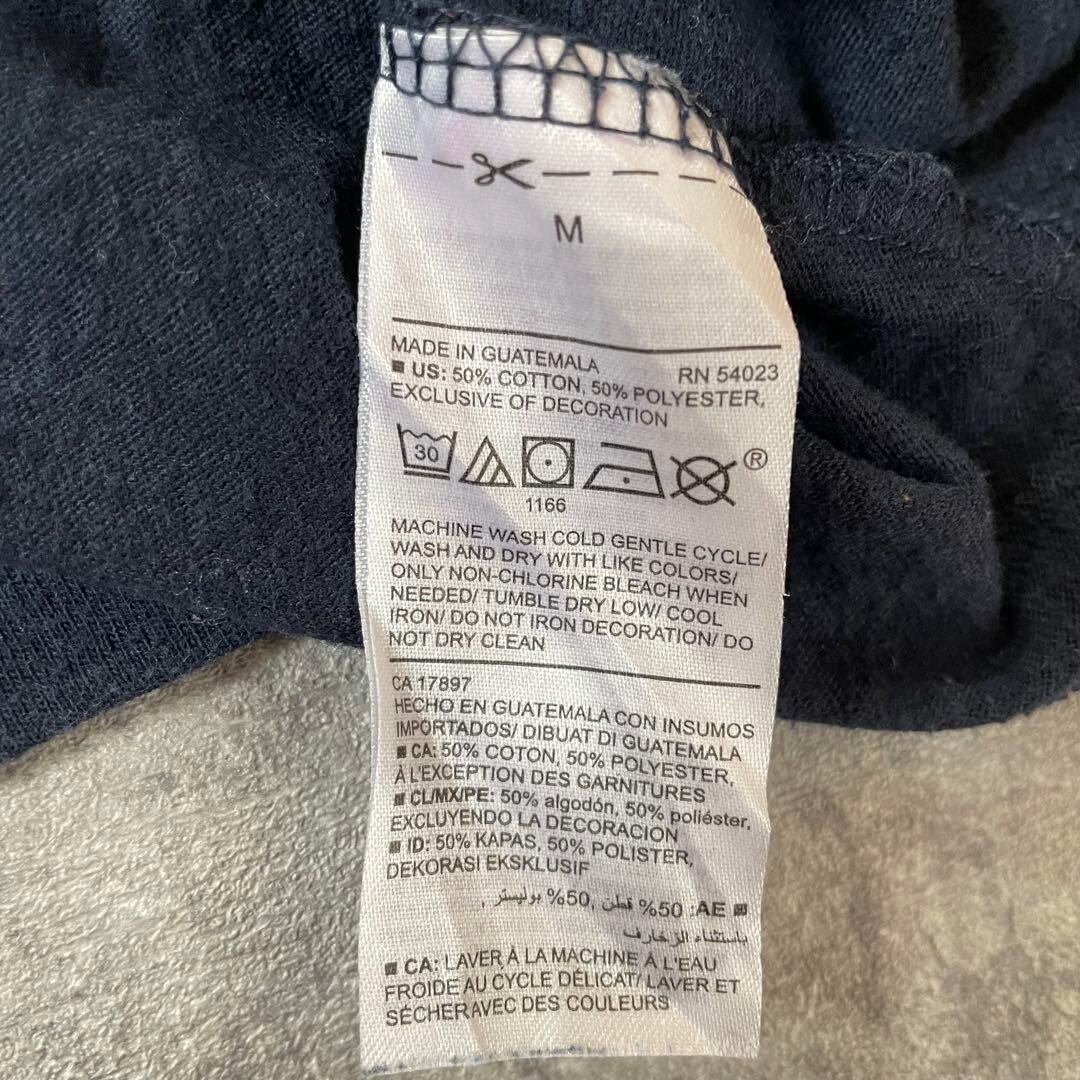 M
MADE IN GUATEMALA RN 54023
US: 50% COTTON, 50% POLYESTER,
EXCLUSIVE OF DECORATION
30
®
1166
MACHINE WASH COLD GENTLE CYCLE/
WASH AND DRY WITH LIKE COLORS/
ONLY NON-CHLORINE BLEACH WHEN
NEEDED/ TUMBLE DRY LOW/ COOL
IRON/ DO NOT IRON DECORATION/ DO
NOT DRY CLEAN
CA 17897
HECHO EN GUATEMALA CON INSUMOS
IMPORTADOS/ DIBUAT DI GUATEMALA
CA: 50% COTON, 50% POLYESTER,
À L'EXCEPTION DES GARNITURES
CL/MX/PE: 50% algodón, 50% poliéster,
EXCLUYENDO LA DECORACION
ID: 50% KAPAS, 50% POLISTER,
DEKORASI EKSKLUSIF
AE: 50% قطن, 50% بوليستر ,
باستثناء الزخارف
CA: LAVER À LA MACHINE À L'EAU
FROIDE AU CYCLE DÉLICAT/ LAVER ET
SÉCHER AVEC DES COULEURS